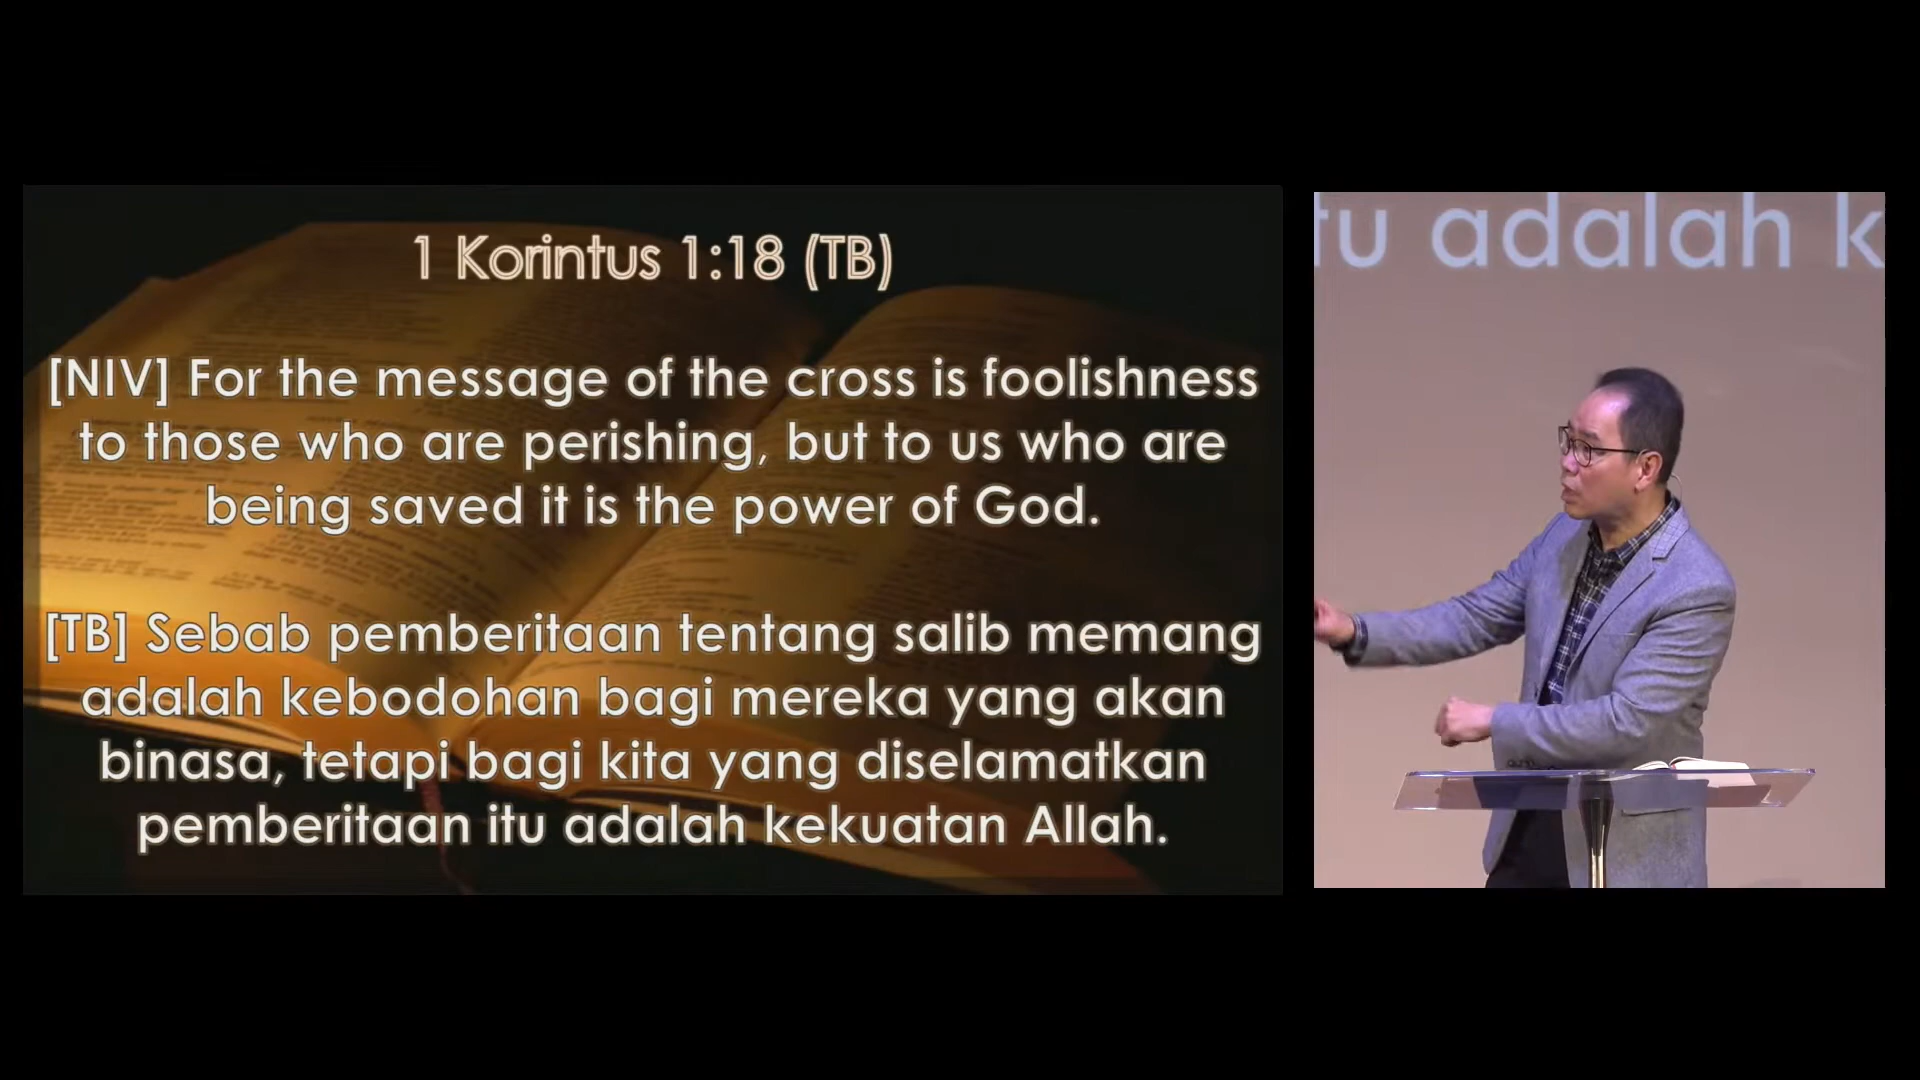 1 Korintus 1:18 (TB)
[NIV] For the message of the cross is foolishness
to those who are perishing, but to us who are
being saved it is the power of God.
[TB] Sebab pemberitaan tentang salib memang
adalah kebodohan bagi mereka yang akan
binasa, tetapi bagi kita yang diselamatkan
pemberitaan itu adalah kekuatan Allah.
itu adalah k